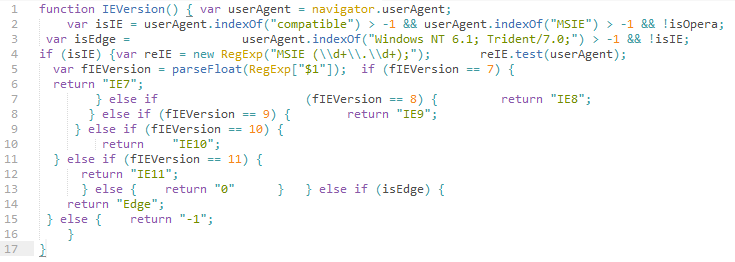 1 function IEVersion() { var userAgent = navigator.userAgent;
2 var isIE = userAgent.indexOf("compatible") > -1 && userAgent.indexOf("MSIE") > -1 && !isOpera;
3 var isEdge = userAgent.indexOf("Windows NT 6.1; Trident/7.0;") > -1 && !isIE;
4 if (isIE) {var reIE = new RegExp("MSIE (\\d+\\.\\d+);"); reIE.test(userAgent);
5 var fIEVersion = parseFloat(RegExp["$1"]); if (fIEVersion == 7) {
6 return "IE7";
7 } else if (fIEVersion == 8) { return "IE8";
8 } else if (fIEVersion == 9) { return "IE9";
9 } else if (fIEVersion == 10) {
10 return "IE10";
11 } else if (fIEVersion == 11) {
12 return "IE11";
13 } else { return "0" } } else if (isEdge) {
14 return "Edge";
15 } else { return "-1";
16 }
17 }